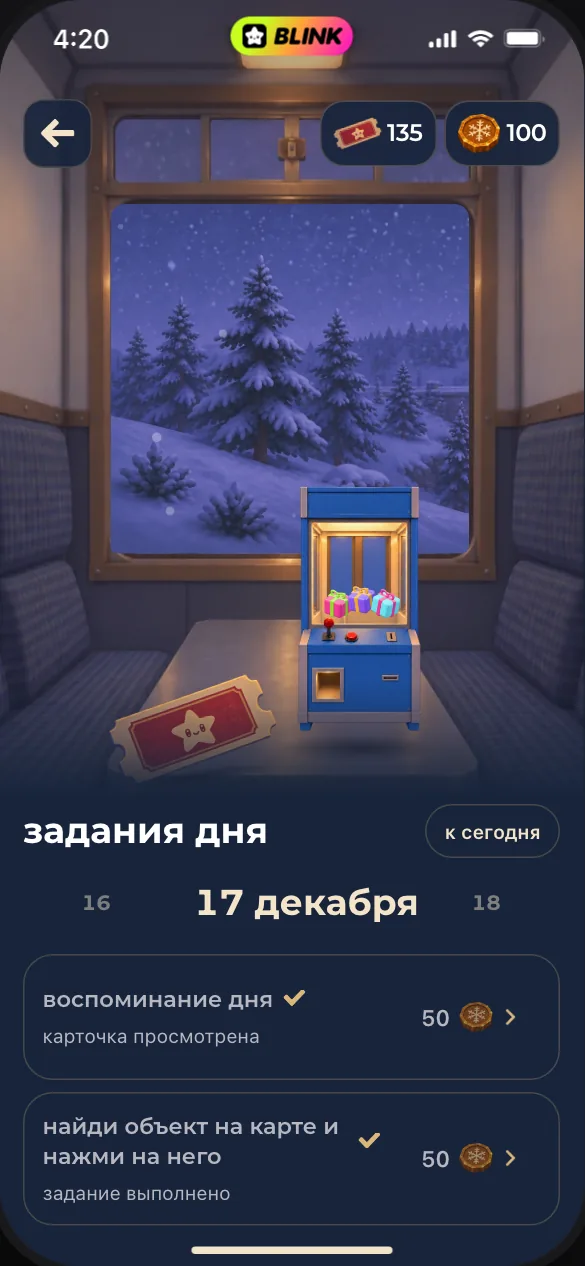 4:20
BLINK
135
100
задания дня
к сегодня
16
17 декабря
18
воспоминание дня
карточка просмотрена
50
найди объект на карте и
нажми на него
задание выполнено
50